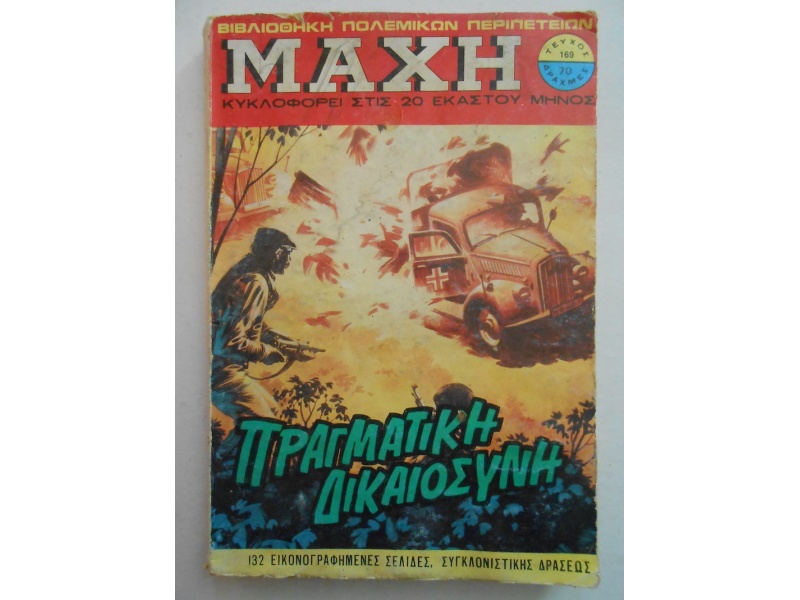 ΒΙΒΛΙΟΘΗΚΗ ΠΟΛΕΜΙΚΩΝ ΠΕΡΙΠΕΤΕΙΩΝ
ΜΑΧΗ
ΤΕΥΧΟΣ
169
20
ΔΡΑΧΜΕΣ
ΚΥΚΛΟΦΟΡΕΙ ΣΤΙΣ 20 ΕΚΑΣΤΟΥ ΜΗΝΟΣ
ΠΡΑΓΜΑΤΙΚΗ
ΔΙΚΑΙΟΣΥΝΗ
132 ΕΙΚΟΝΟΓΡΑΦΗΜΕΝΕΣ ΣΕΛΙΔΕΣ, ΣΥΓΚΛΟΝΙΣΤΙΚΗΣ ΔΡΑΣΕΩΣ